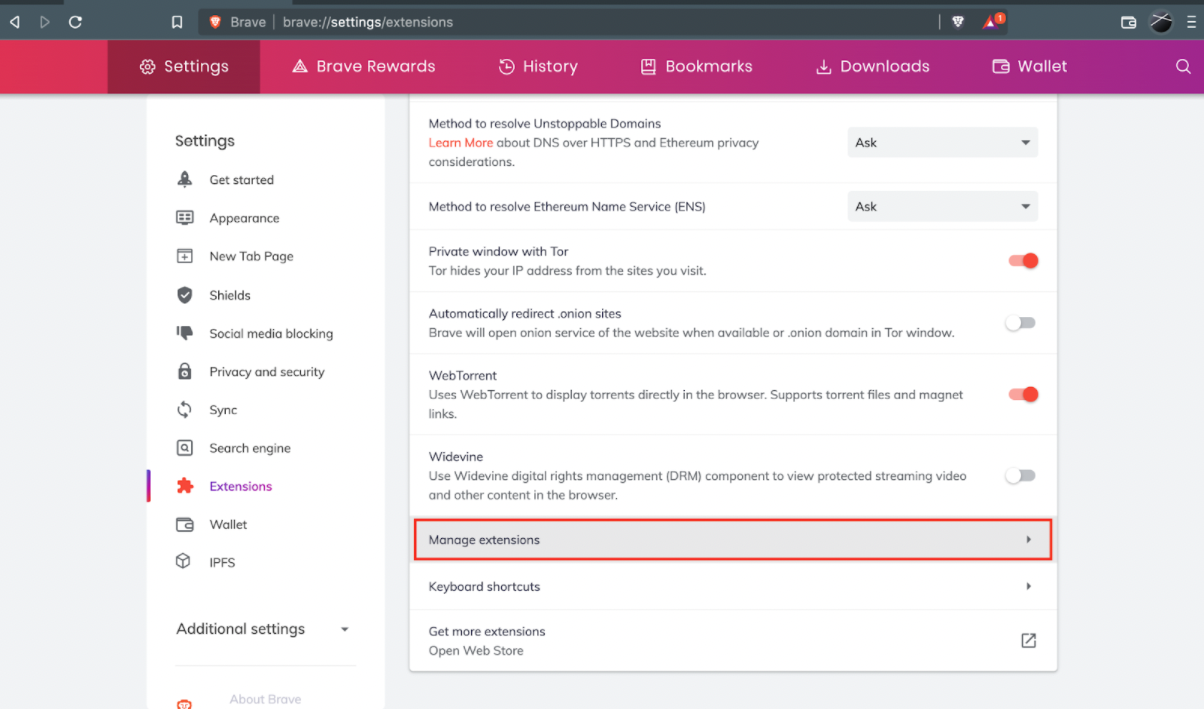 Brave brave://settings/extensions 1
Settings Brave Rewards History Bookmarks Downloads Wallet
Settings
Get started
Appearance
New Tab Page
Shields
Social media blocking
Privacy and security
Sync
Search engine
Extensions
Wallet
IPFS
Additional settings
About Brave
Method to resolve Unstoppable Domains
Learn More about DNS over HTTPS and Ethereum privacy
considerations.
Ask
Method to resolve Ethereum Name Service (ENS)
Ask
Private window with Tor
Tor hides your IP address from the sites you visit.
Automatically redirect .onion sites
Brave will open onion service of the website when available or .onion domain in Tor window.
WebTorrent
Uses WebTorrent to display torrents directly in the browser. Supports torrent files and magnet
links.
Widevine
Use Widevine digital rights management (DRM) component to view protected streaming video
and other content in the browser.
Manage extensions
Keyboard shortcuts
Get more extensions
Open Web Store